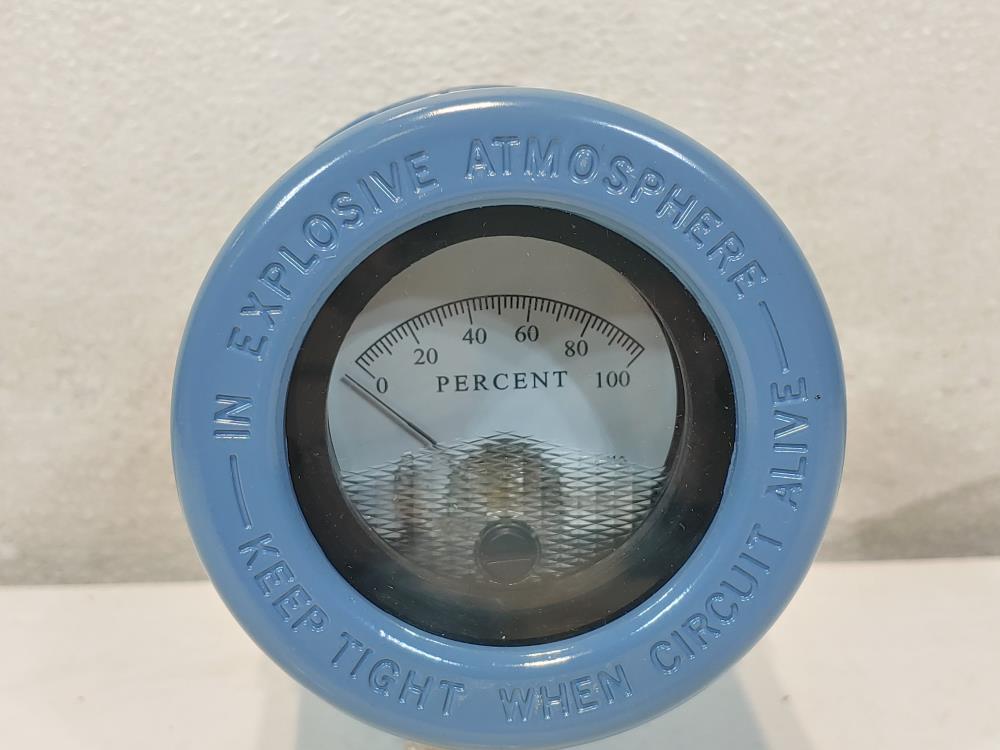 IN EXPLOSIVE ATMOSPHERE
KEEP TIGHT WHEN CIRCUIT ALIVE
0 20 40 60 80 100
PERCENT